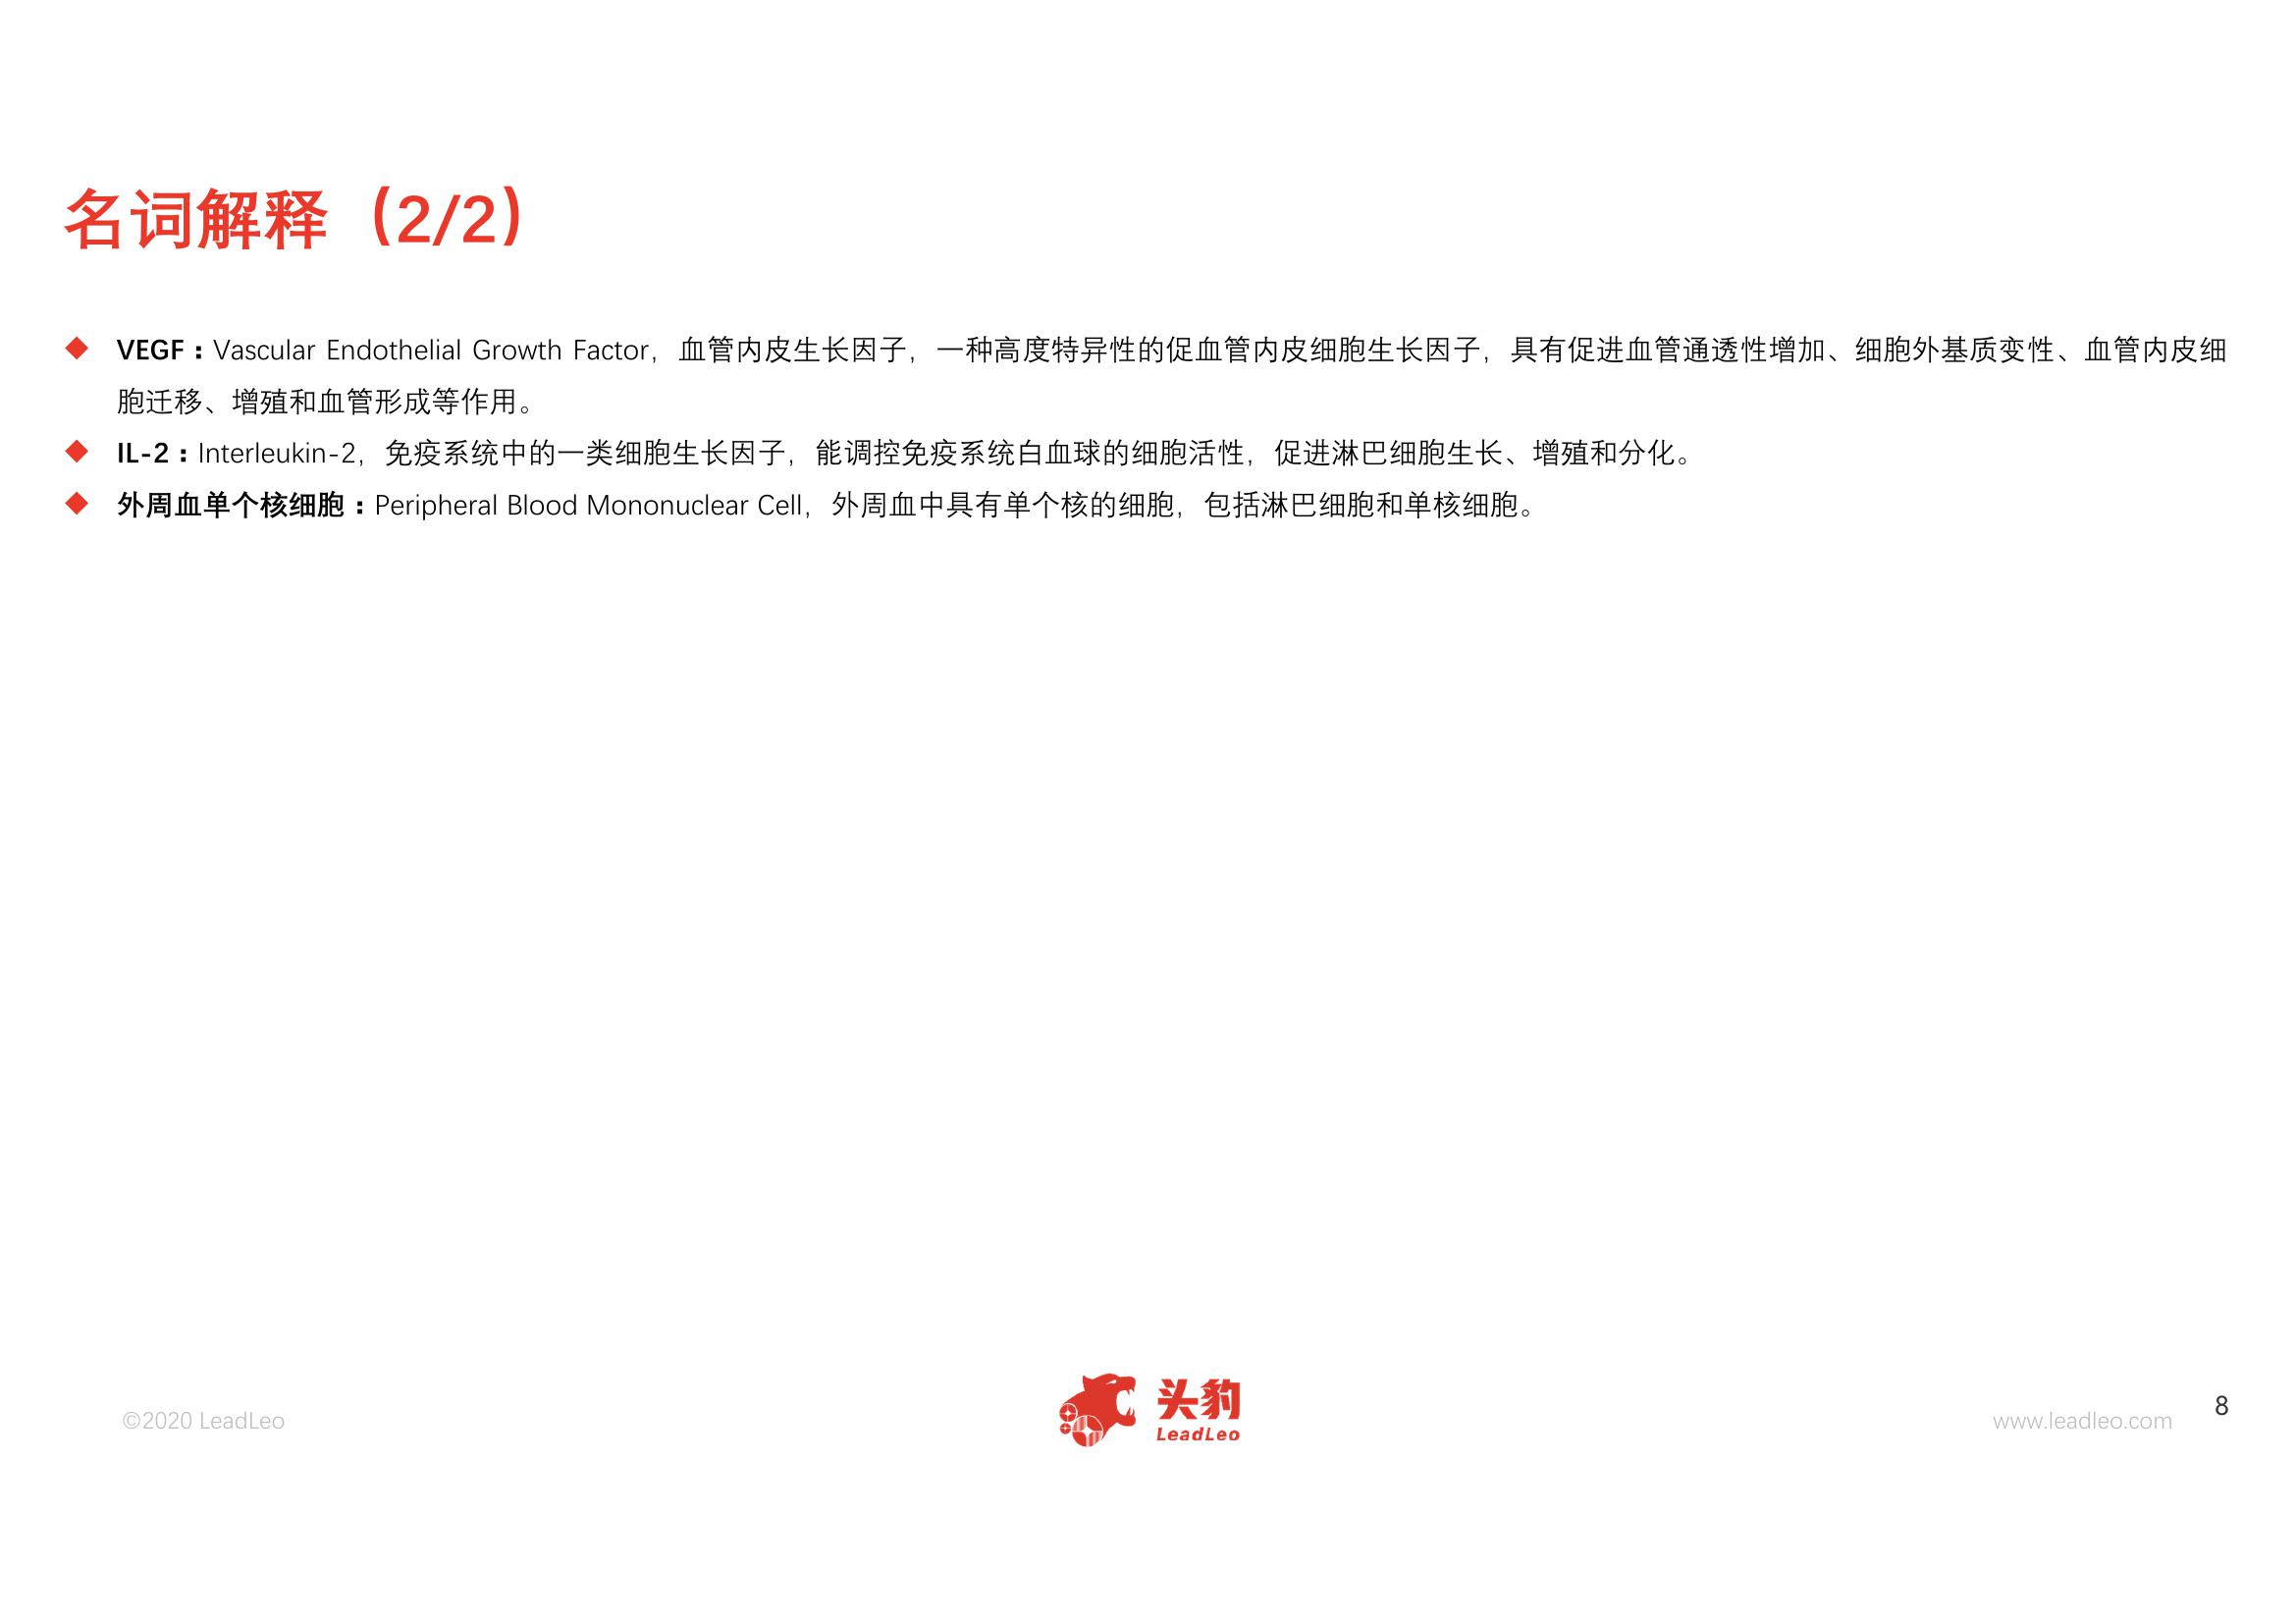 名词解释（2/2）
◆ VEGF：Vascular Endothelial Growth Factor，血管内皮生长因子，一种高度特异性的促血管内皮细胞生长因子，具有促进血管通透性增加、细胞外基质变性、血管内皮细
胞迁移、增殖和血管形成等作用。
◆ IL-2：Interleukin-2，免疫系统中的一类细胞生长因子，能调控免疫系统白血球的细胞活性，促进淋巴细胞生长、增殖和分化。
◆ 外周血单个核细胞：Peripheral Blood Mononuclear Cell，外周血中具有单个核的细胞，包括淋巴细胞和单核细胞。
©2020 LeadLeo
头豹
LeadLeo
www.leadleo.com
8